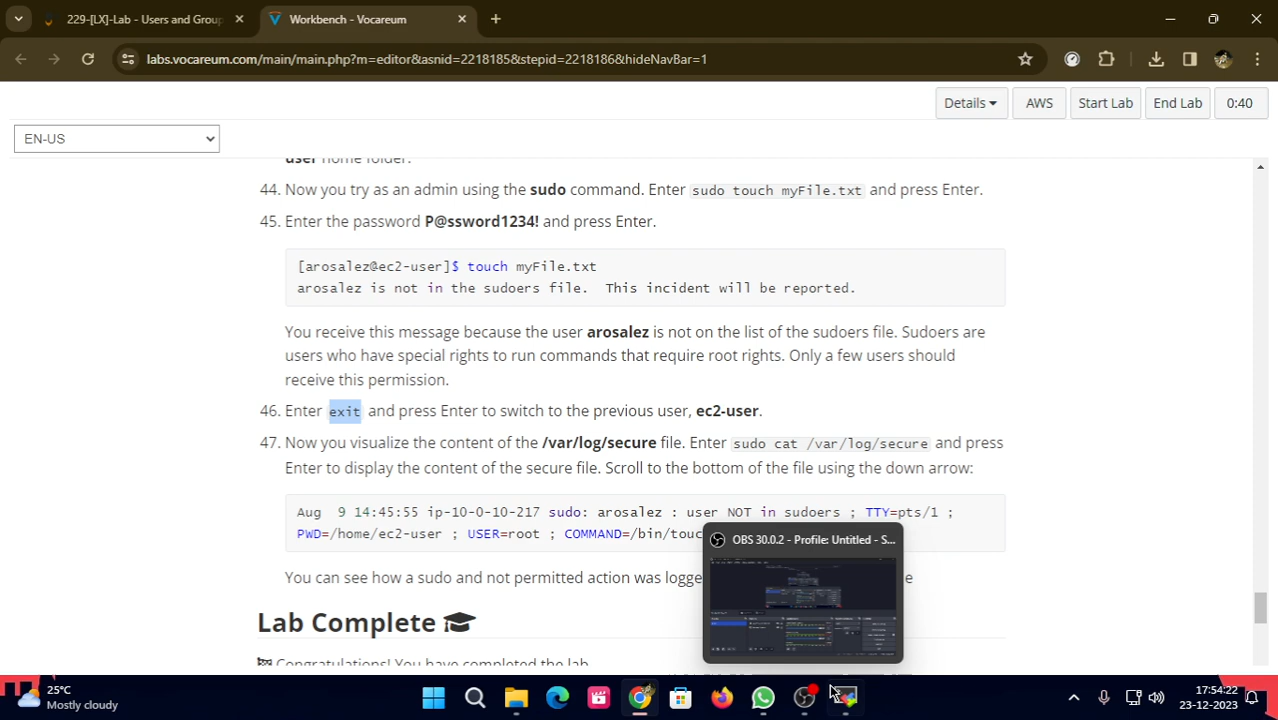 229-[LX]-Lab - Users and Group
Workbench - Vocareum
labs.vocareum.com/main/main.php?m=editor&asnid=2218185&stepid=2218186&hideNavBar=1
Details
AWS
Start Lab
End Lab
0:40
EN-US
user home folder.
44. Now you try as an admin using the sudo command. Enter sudo touch myFile.txt and press Enter.
45. Enter the password P@ssword1234! and press Enter.
[arosalez@ec2-user]$ touch myFile.txt
arosalez is not in the sudoers file.  This incident will be reported.
You receive this message because the user arosalez is not on the list of the sudoers file. Sudoers are
users who have special rights to run commands that require root rights. Only a few users should
receive this permission.
46. Enter exit and press Enter to switch to the previous user, ec2-user.
47. Now you visualize the content of the /var/log/secure file. Enter sudo cat /var/log/secure and press
Enter to display the content of the secure file. Scroll to the bottom of the file using the down arrow:
Aug  9 14:45:55 ip-10-0-10-217 sudo: arosalez : user NOT in sudoers ; TTY=pts/1 ;
PWD=/home/ec2-user ; USER=root ; COMMAND=/bin/touc
OBS 30.0.2 - Profile: Untitled - S...
You can see how a sudo and not permitted action was logge
Lab Complete
Congratulations! You have completed the lab.
25°C
Mostly cloudy
17:54:22
23-12-2023